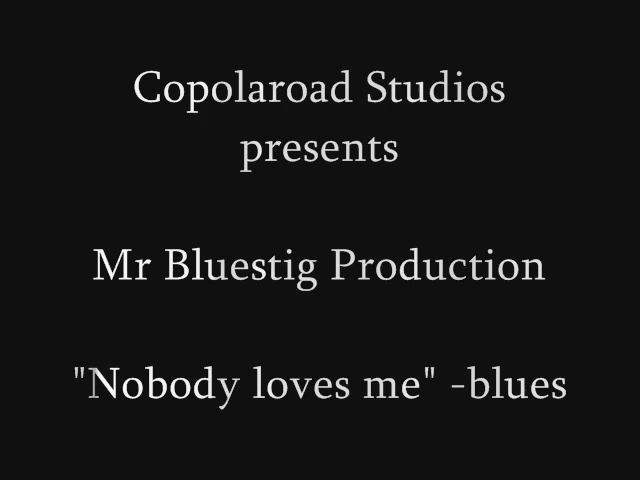 Copolaroad Studios
presents
Mr Bluestig Production
"Nobody loves me" -blues